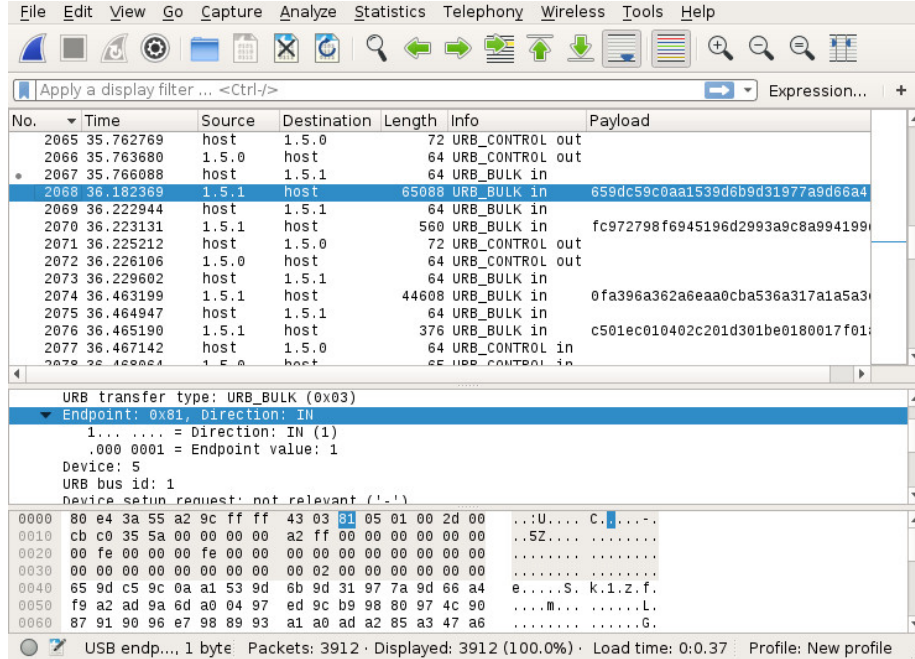 File Edit View Go Capture Analyze Statistics Telephony Wireless Tools Help
Apply a display filter ... <Ctrl-/> Expression... +
No. Time Source Destination Length Info Payload
2065 35.762769 host 1.5.0 72 URB_CONTROL out
2066 35.763680 1.5.0 host 64 URB_CONTROL out
2067 35.766088 host 1.5.1 64 URB_BULK in
2068 36.182369 1.5.1 host 65088 URB_BULK in 659dc59c0aa1539d6b9d31977a9d66a4
2069 36.222944 host 1.5.1 64 URB_BULK in
2070 36.223131 1.5.1 host 560 URB_BULK in fc972798f6945196d2993a9c8a994199
2071 36.225212 host 1.5.0 72 URB_CONTROL out
2072 36.226106 1.5.0 host 64 URB_CONTROL out
2073 36.229602 host 1.5.1 64 URB_BULK in
2074 36.463199 1.5.1 host 44608 URB_BULK in 0fa396a362a6eaa0cba536a317a1a5a3
2075 36.464947 host 1.5.1 64 URB_BULK in
2076 36.465190 1.5.1 host 376 URB_BULK in c501ec010402c201d301be0180017f01
2077 36.467142 host 1.5.0 64 URB_CONTROL in
2078 36.468064 1.5.0 host 65 URB_CONTROL in
URB transfer type: URB_BULK (0x03)
Endpoint: 0x81, Direction: IN
1... .... = Direction: IN (1)
.000 0001 = Endpoint value: 1
Device: 5
URB bus id: 1
Device setup request: not relevant ('-')
0000 80 e4 3a 55 a2 9c ff ff 43 03 81 05 01 00 2d 00 ..:U.... C.....-.
0010 cb c0 35 5a 00 00 00 00 a2 ff 00 00 00 00 00 00 ..5Z.... ........
0020 00 fe 00 00 00 fe 00 00 00 00 00 00 00 00 00 00 ........ ........
0030 00 00 00 00 00 00 00 00 00 02 00 00 00 00 00 00 ........ ........
0040 65 9d c5 9c 0a a1 53 9d 6b 9d 31 97 7a 9d 66 a4 e.....S. k.1.z.f.
0050 f9 a2 ad 9a 6d a0 04 97 ed 9c b9 98 80 97 4c 90 ....m... ......L.
0060 87 91 90 96 e7 98 89 93 a1 a0 ad a2 85 a3 47 a6 ........ ......G.
USB endp..., 1 byte Packets: 3912 · Displayed: 3912 (100.0%) · Load time: 0:0.37 Profile: New profile